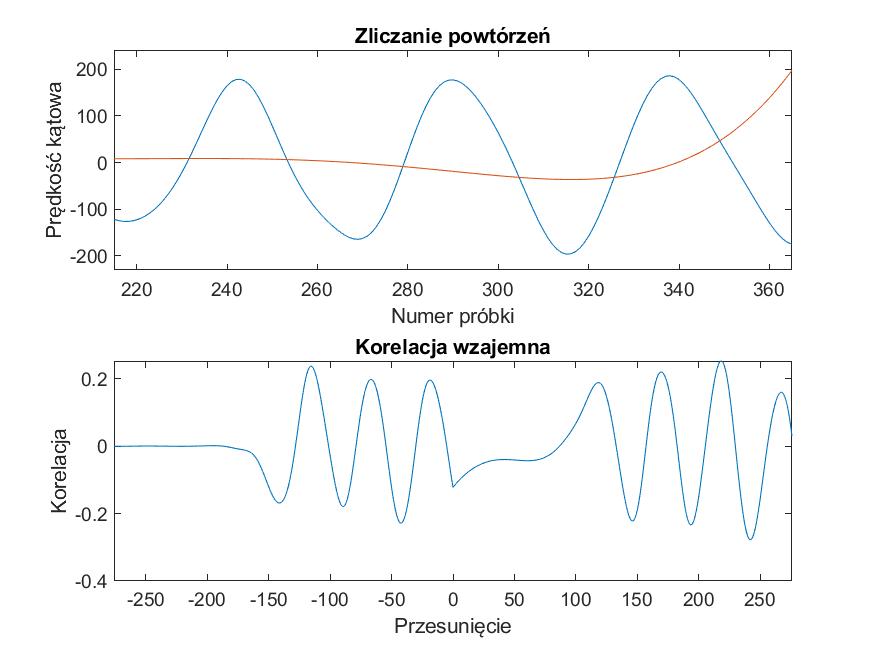 Zliczanie powtórzeń
Prędkość kątowa
200
100
0
-100
-200
220 240 260 280 300 320 340 360
Numer próbki
Korelacja wzajemna
Korelacja
0.2
0
-0.2
-0.4
-250 -200 -150 -100 -50 0 50 100 150 200 250
Przesunięcie